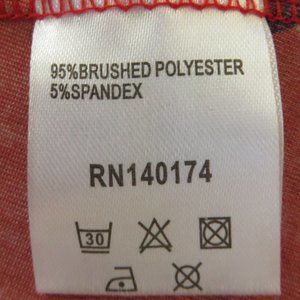 95%BRUSHED POLYESTER
5%SPANDEX
RN140174
30